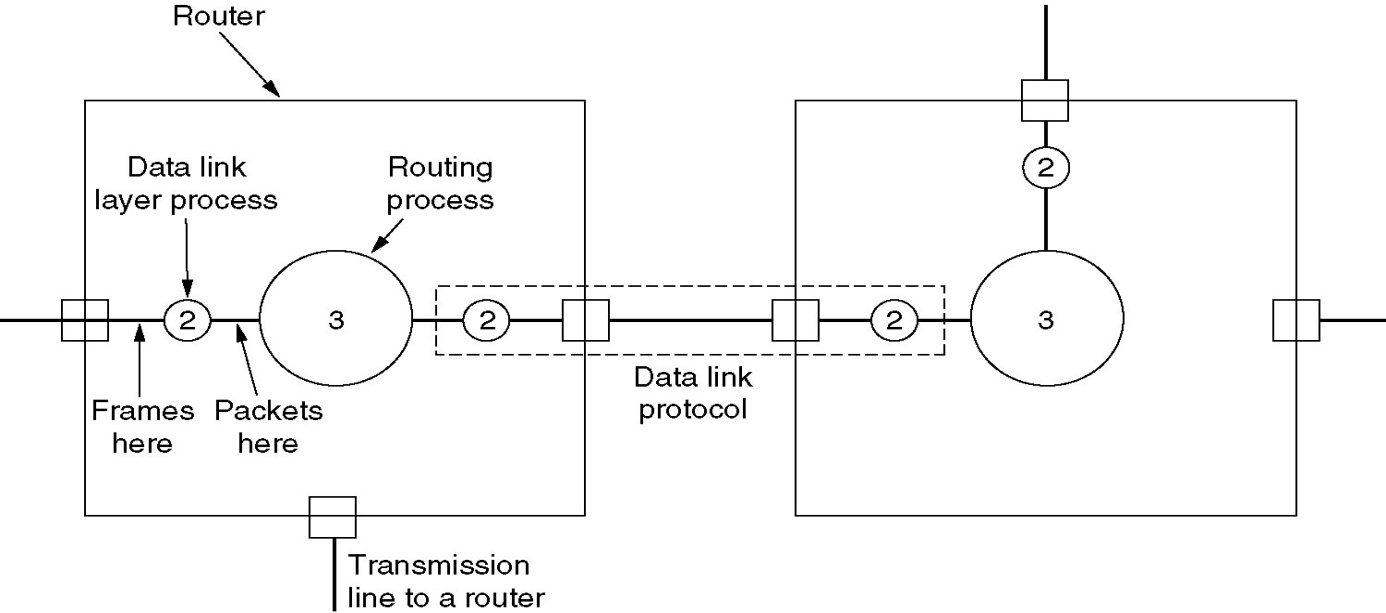 Router
Data link
layer process
Routing
process
2
2
3
2
2
3
Frames
here
Packets
here
Data link
protocol
Transmission
line to a router